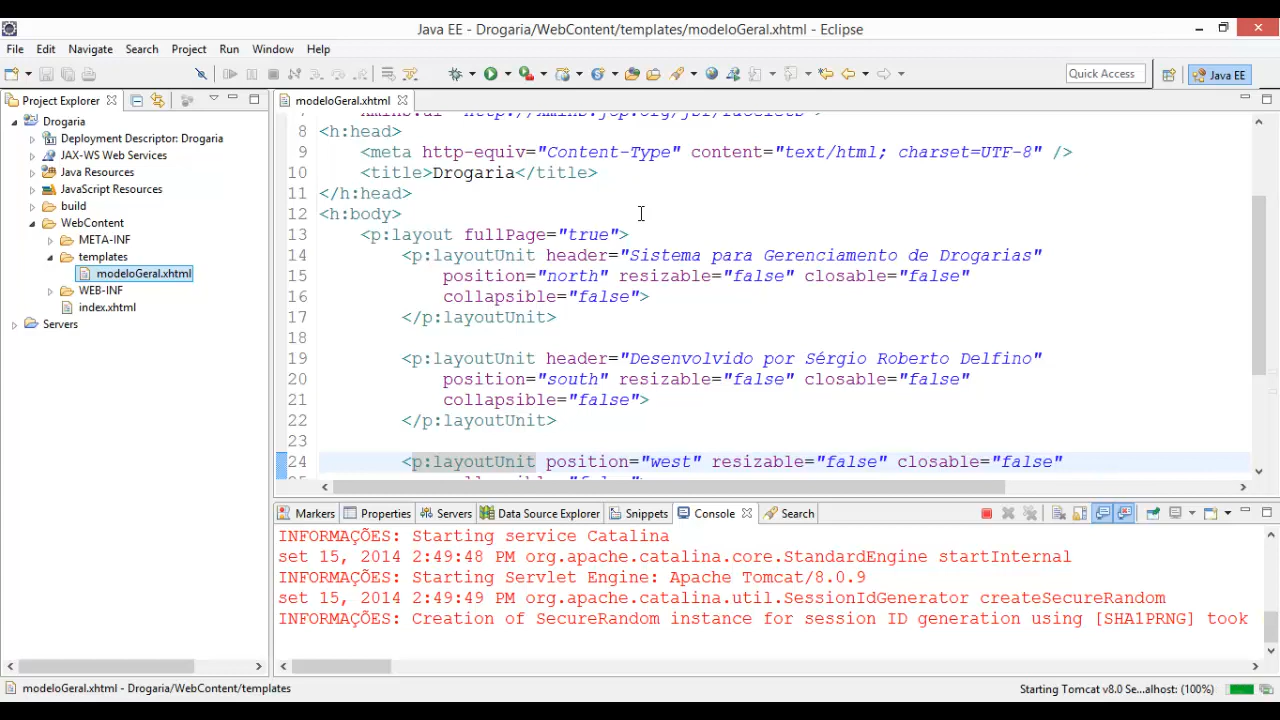 Java EE - Drogaria/WebContent/templates/modeloGeral.xhtml - Eclipse
File Edit Navigate Search Project Run Window Help
Quick Access
Java EE
Project Explorer
Drogaria
Deployment Descriptor: Drogaria
JAX-WS Web Services
Java Resources
JavaScript Resources
build
WebContent
META-INF
templates
modeloGeral.xhtml
WEB-INF
index.xhtml
Servers
modeloGeral.xhtml
8 <h:head>
9 <meta http-equiv="Content-Type" content="text/html; charset=UTF-8" />
10 <title>Drogaria</title>
11 </h:head>
12 <h:body>
13 <p:layout fullPage="true">
14 <p:layoutUnit header="Sistema para Gerenciamento de Drogarias"
15 position="north" resizable="false" closable="false"
16 collapsible="false">
17 </p:layoutUnit>
18
19 <p:layoutUnit header="Desenvolvido por Sérgio Roberto Delfino"
20 position="south" resizable="false" closable="false"
21 collapsible="false">
22 </p:layoutUnit>
23
24 <p:layoutUnit position="west" resizable="false" closable="false"
Markers Properties Servers Data Source Explorer Snippets Console Search
INFORMAÇÕES: Starting service Catalina
set 15, 2014 2:49:48 PM org.apache.catalina.core.StandardEngine startInternal
INFORMAÇÕES: Starting Servlet Engine: Apache Tomcat/8.0.9
set 15, 2014 2:49:49 PM org.apache.catalina.util.SessionIdGenerator createSecureRandom
INFORMAÇÕES: Creation of SecureRandom instance for session ID generation using [SHA1PRNG] took
modeloGeral.xhtml - Drogaria/WebContent/templates
Starting Tomcat v8.0 Se...alhost: (100%)